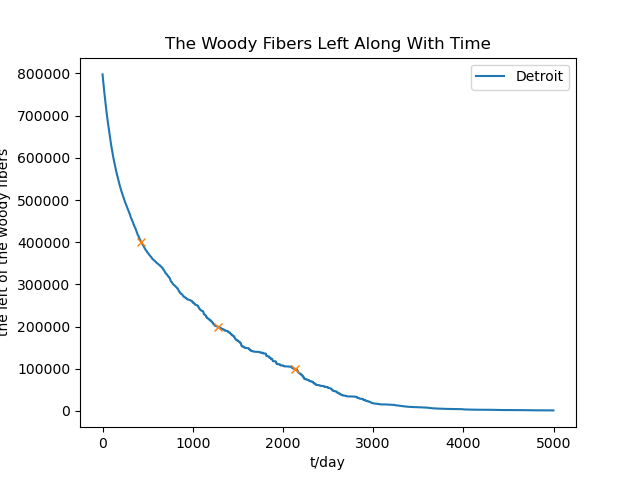 The Woody Fibers Left Along With Time
Detroit
the left of the woody fibers
800000
700000
600000
500000
400000
300000
200000
100000
0
0 1000 2000 3000 4000 5000
t/day